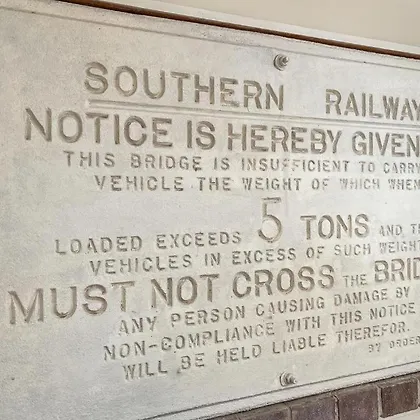 SOUTHERN RAILWAY
NOTICE IS HEREBY GIVEN
THIS BRIDGE IS INSUFFICIENT TO CARRY
VEHICLE THE WEIGHT OF WHICH WHEN
LOADED EXCEEDS 5 TONS AND
VEHICLES IN EXCESS OF SUCH WEIGHT
MUST NOT CROSS THE BRID
ANY PERSON CAUSING DAMAGE BY
NON-COMPLIANCE WITH THIS NOTICE
WILL BE HELD LIABLE THEREFOR.
BY ORDER